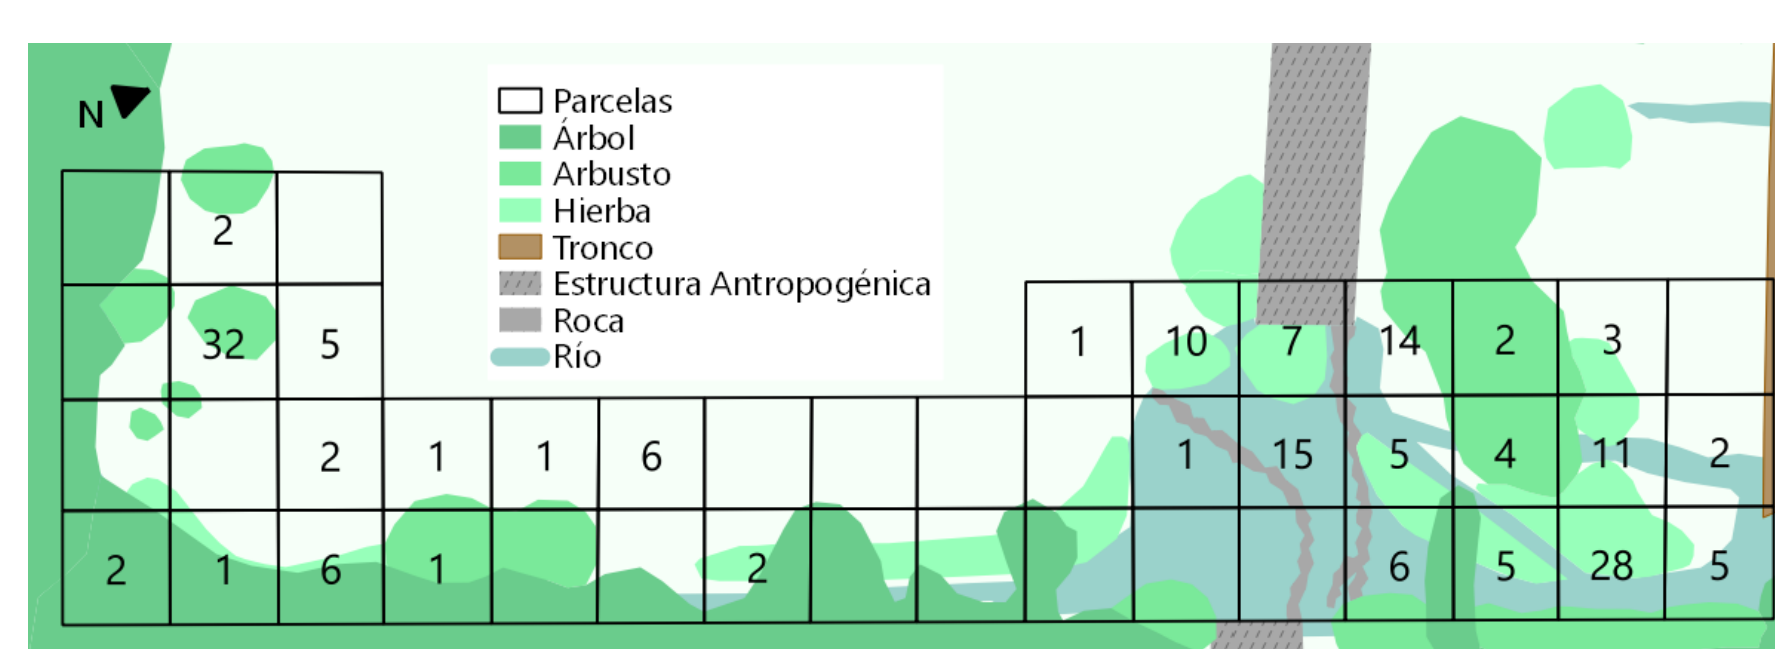 Parcelas
N
Árbol
Arbusto
Hierba
2
Tronco
Estructura Antropogénica
Roca
Río
32 5 1 10 7 14 2 3
2 1 1 6 1 15 5 4 11 2
2 1 6 1 2 6 5 28 5